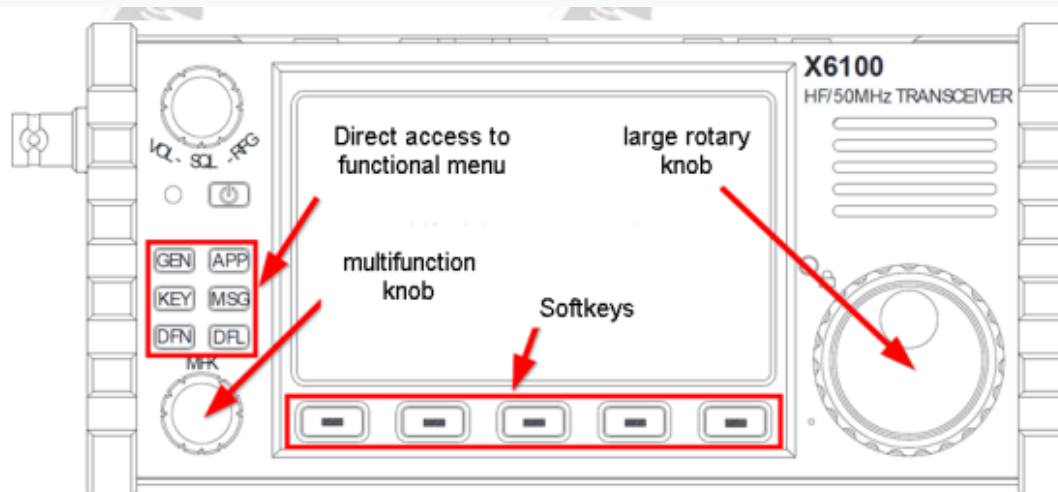 X6100
HF/50MHz TRANSCEIVER
VOL - SQL - RFG
Direct access to
functional menu
large rotary
knob
GEN APP
KEY MSG
DFN DFL
multifunction
knob
Softkeys
MFK